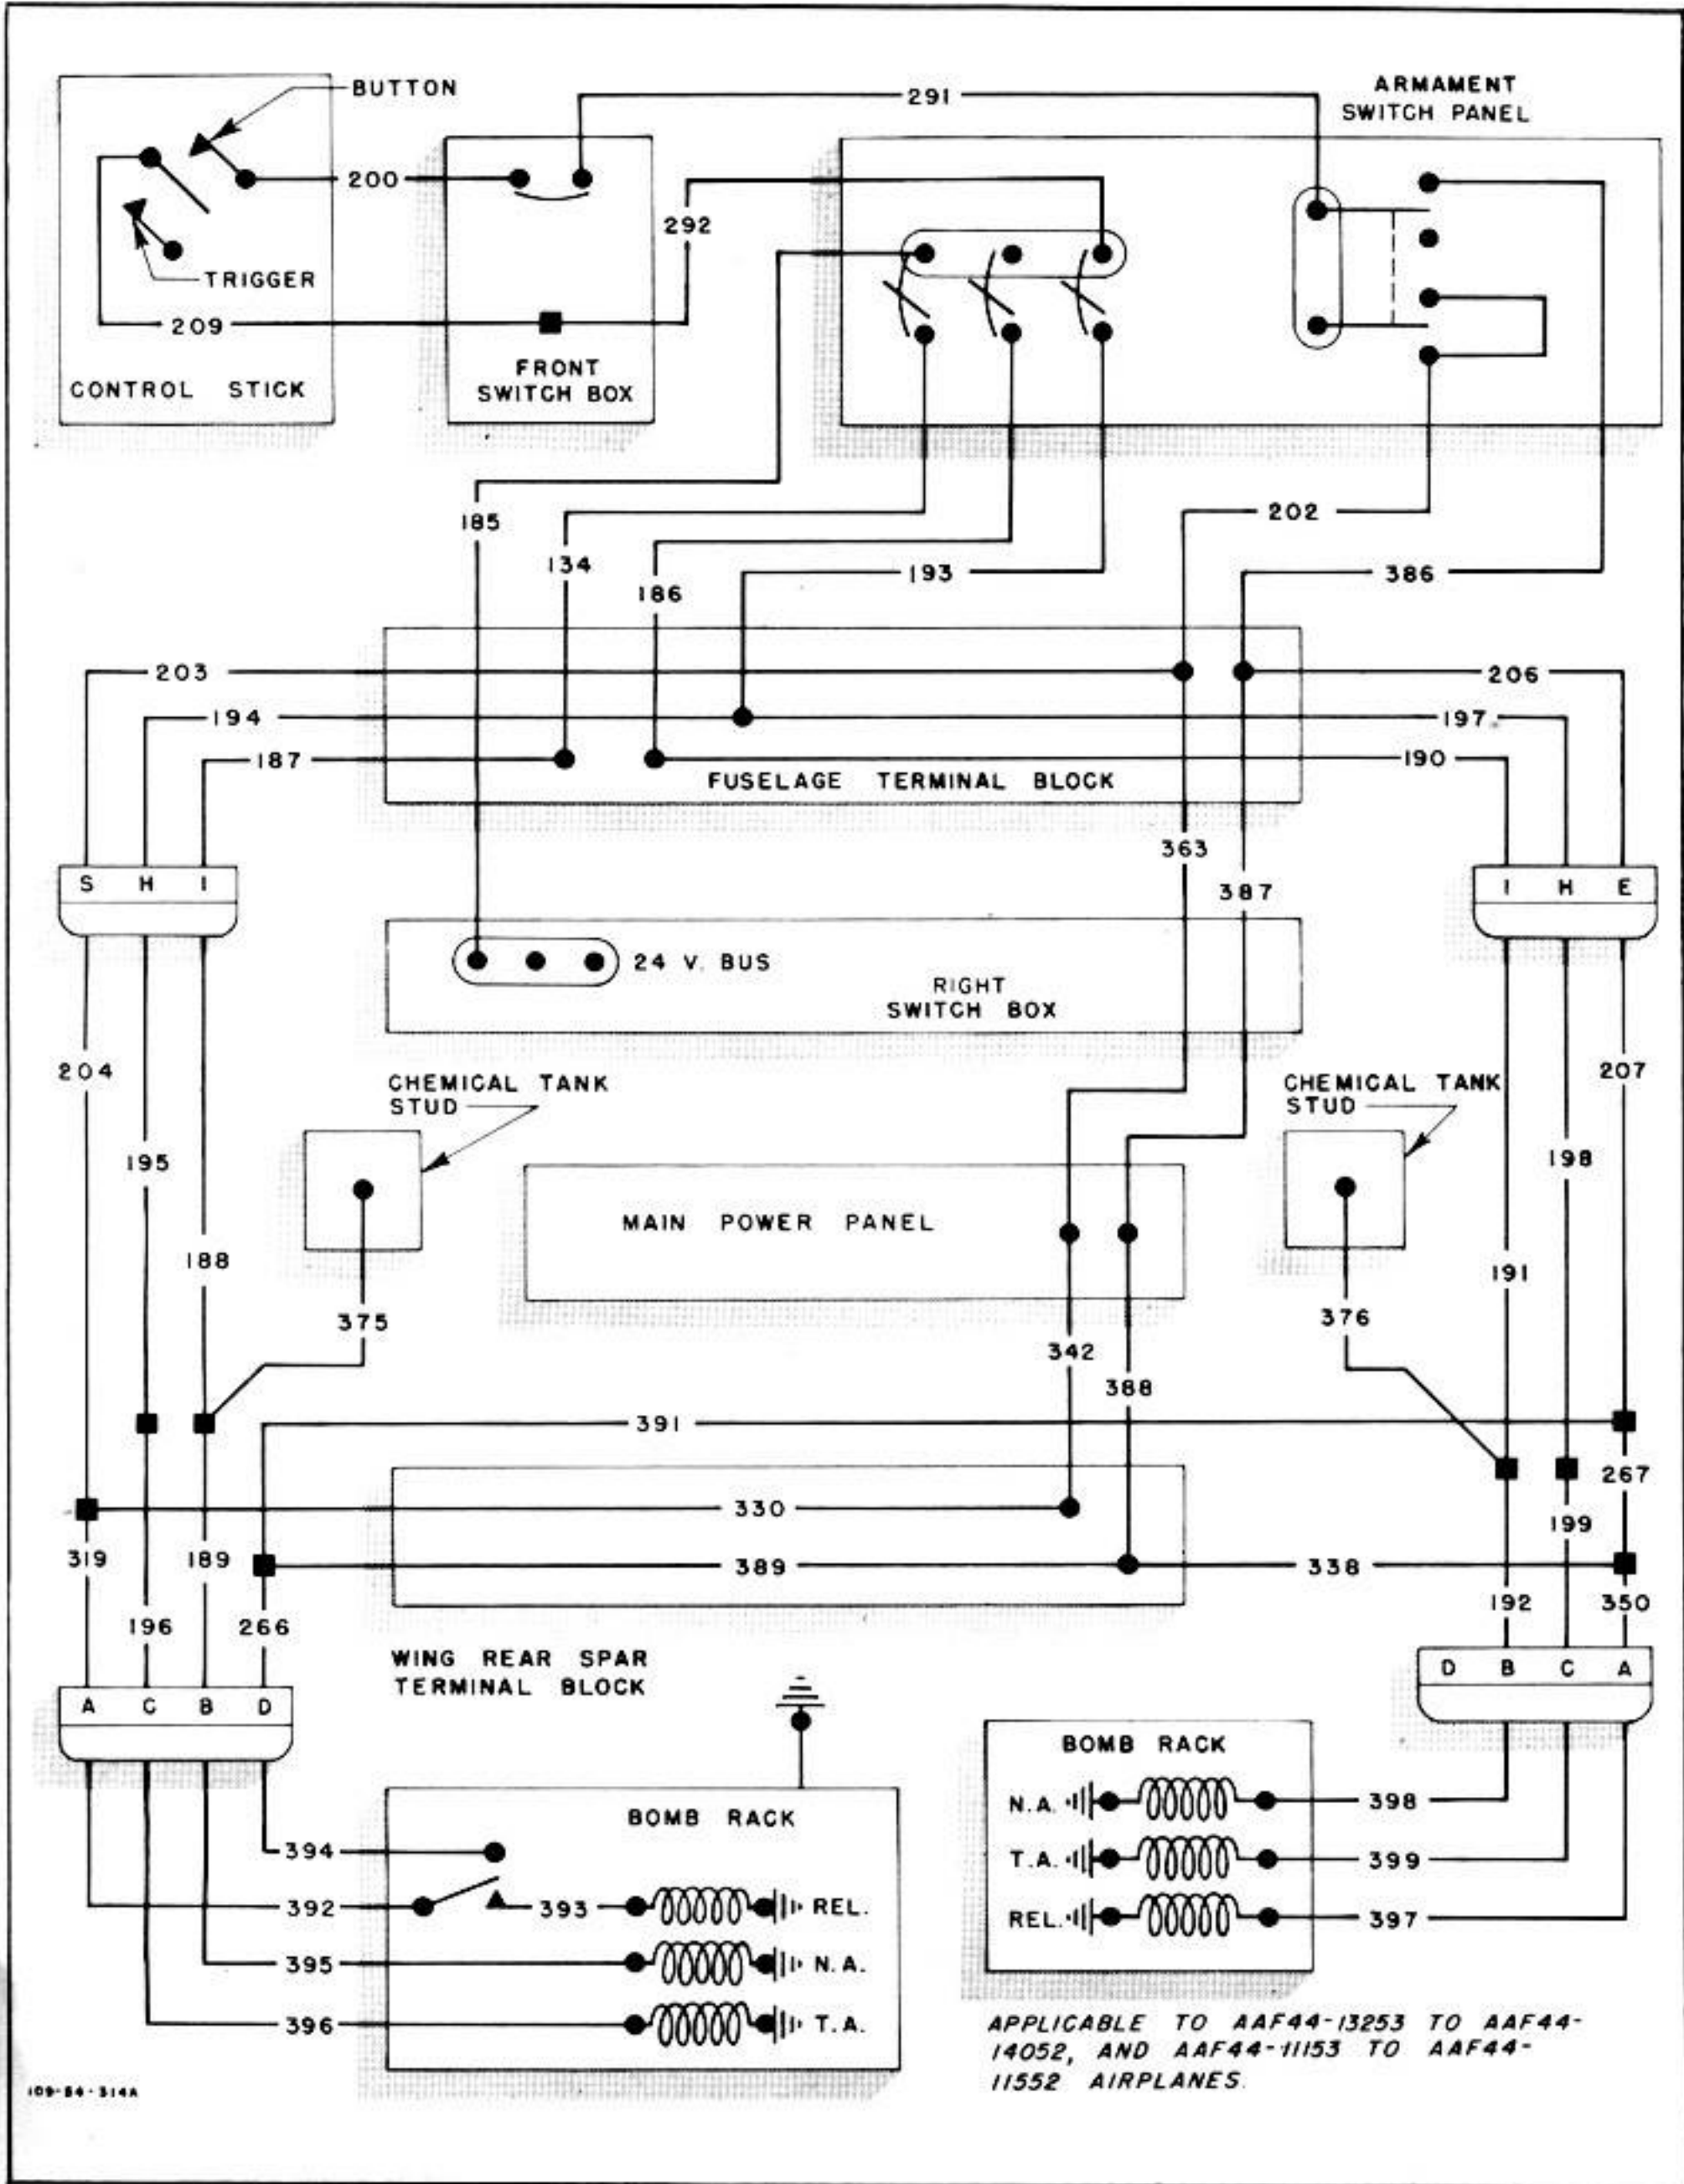 BUTTON
291
ARMAMENT
SWITCH PANEL
200
292
TRIGGER
209
FRONT
SWITCH BOX
CONTROL STICK
185
134
186
193
202
386
203
206
194
197
187
190
FUSELAGE TERMINAL BLOCK
363
387
S H I
I H E
24 V. BUS
RIGHT
SWITCH BOX
204
207
CHEMICAL TANK
STUD
CHEMICAL TANK
STUD
195
198
MAIN POWER PANEL
188
191
375
376
342
388
391
267
330
199
319
189
389
338
196
266
192
350
WING REAR SPAR
TERMINAL BLOCK
D B C A
A C B D
BOMB RACK
N.A.
398
T.A.
399
REL.
397
BOMB RACK
394
392
393
REL.
395
N.A.
396
T.A.
APPLICABLE TO AAF44-13253 TO AAF44-
14052, AND AAF44-11153 TO AAF44-
11552 AIRPLANES.
109-54-314A